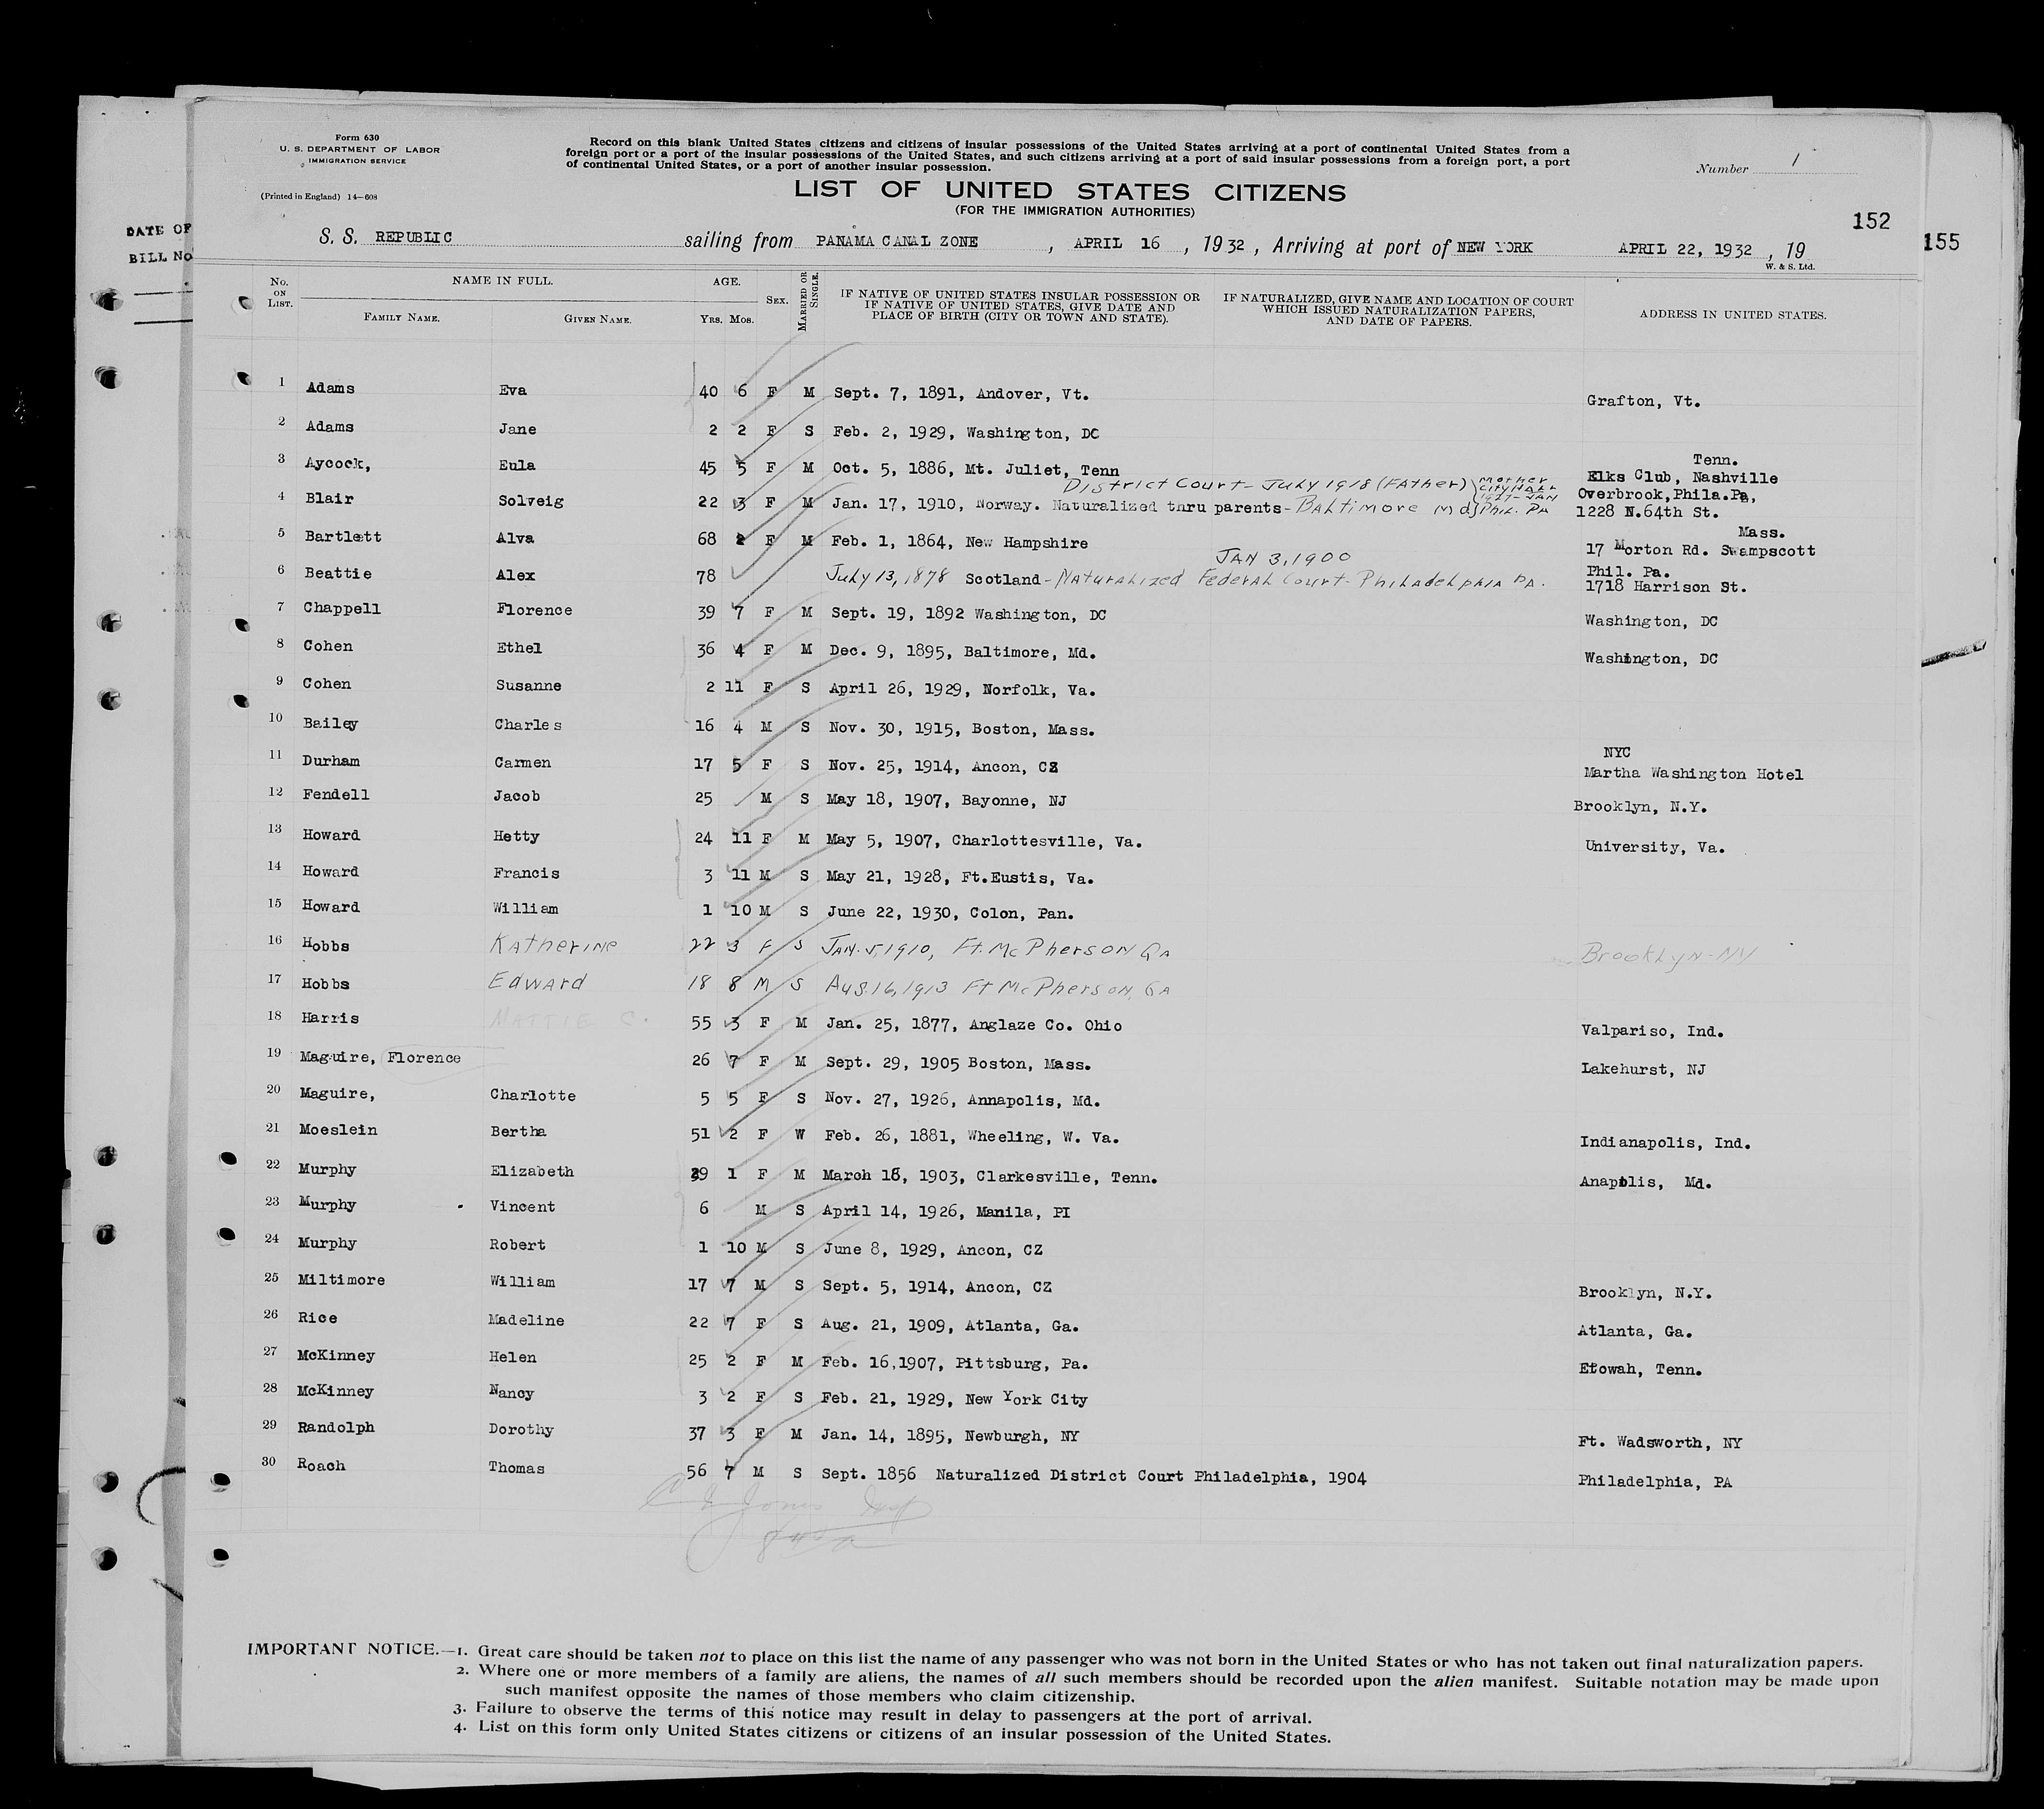 Form 630
U. S. DEPARTMENT OF LABOR
IMMIGRATION SERVICE
(Printed in England) 14—608
Record on this blank United States citizens and citizens of insular possessions of the United States arriving at a port of continental United States from a
foreign port or a port of the insular possessions of the United States, and such citizens arriving at a port of said insular possessions from a foreign port, a port
of continental United States, or a port of another insular possession.
Number 1
LIST OF UNITED STATES CITIZENS
(FOR THE IMMIGRATION AUTHORITIES)
152
155
DATE OF
BILL No
S. S. REPUBLIC sailing from PANAMA CANAL ZONE, APRIL 16, 1932, Arriving at port of NEW YORK APRIL 22, 1932, 19
W. & S. Ltd.
No. ON LIST. NAME IN FULL. FAMILY NAME. GIVEN NAME. AGE. YRS. MOS. SEX. MARRIED OR SINGLE. IF NATIVE OF UNITED STATES INSULAR POSSESSION OR IF NATIVE OF UNITED STATES, GIVE DATE AND PLACE OF BIRTH (CITY OR TOWN AND STATE). IF NATURALIZED, GIVE NAME AND LOCATION OF COURT WHICH ISSUED NATURALIZATION PAPERS, AND DATE OF PAPERS. ADDRESS IN UNITED STATES.
1 Adams Eva 40 6 F M Sept. 7, 1891, Andover, Vt. Grafton, Vt.
2 Adams Jane 2 2 F S Feb. 2, 1929, Washington, DC
Tenn.
3 Aycock, Eula 45 5 F M Oct. 5, 1886, Mt. Juliet, Tenn Elks Club, Nashville
District Court - July 1918 (Father) Mother City Hall 1927 - Jan Phil. Pa Overbrook, Phila. Pa,
4 Blair Solveig 22 3 F M Jan. 17, 1910, Norway. Naturalized thru parents - Baltimore Md 1228 N. 64th St.
Mass.
5 Bartlett Alva 68 2 F M Feb. 1, 1864, New Hampshire 17 Morton Rd. Swampscott
JAN 3, 1900 Phil. Pa.
6 Beattie Alex 78 July 13, 1878 Scotland - Naturalized Federal Court - Philadelphia Pa. 1718 Harrison St.
7 Chappell Florence 39 7 F M Sept. 19, 1892 Washington, DC Washington, DC
8 Cohen Ethel 36 4 F M Dec. 9, 1895, Baltimore, Md. Washington, DC
9 Cohen Susanne 2 11 F S April 26, 1929, Norfolk, Va.
10 Bailey Charles 16 4 M S Nov. 30, 1915, Boston, Mass.
NYC
11 Durham Carmen 17 5 F S Nov. 25, 1914, Ancon, CZ Martha Washington Hotel
12 Fendell Jacob 25 M S May 18, 1907, Bayonne, NJ Brooklyn, N.Y.
13 Howard Hetty 24 11 F M May 5, 1907, Charlottesville, Va. University, Va.
14 Howard Francis 3 11 M S May 21, 1928, Ft. Eustis, Va.
15 Howard William 1 10 M S June 22, 1930, Colon, Pan.
16 Hobbs Katherine 22 3 F S Jan. 5, 1910, Ft. McPherson Ga Brooklyn - NY
17 Hobbs Edward 18 8 M S Aug. 16, 1913 Ft McPherson, Ga
18 Harris Mattie C. 55 3 F M Jan. 25, 1877, Anglaze Co. Ohio Valpariso, Ind.
19 Maguire, Florence 26 7 F M Sept. 29, 1905 Boston, Mass. Lakehurst, NJ
20 Maguire, Charlotte 5 5 F S Nov. 27, 1926, Annapolis, Md.
21 Moeslein Bertha 51 2 F W Feb. 26, 1881, Wheeling, W. Va. Indianapolis, Ind.
22 Murphy Elizabeth 29 1 F M March 18, 1903, Clarkesville, Tenn. Anapolis, Md.
23 Murphy Vincent 6 M S April 14, 1926, Manila, PI
24 Murphy Robert 1 10 M S June 8, 1929, Ancon, CZ
25 Miltimore William 17 7 M S Sept. 5, 1914, Ancon, CZ Brooklyn, N.Y.
26 Rice Madeline 22 7 F S Aug. 21, 1909, Atlanta, Ga. Atlanta, Ga.
27 McKinney Helen 25 2 F M Feb. 16,1907, Pittsburg, Pa. Etowah, Tenn.
28 McKinney Nancy 3 2 F S Feb. 21, 1929, New York City
29 Randolph Dorothy 37 3 F M Jan. 14, 1895, Newburgh, NY Ft. Wadsworth, NY
30 Roach Thomas 56 7 M S Sept. 1856 Naturalized District Court Philadelphia, 1904 Philadelphia, PA
IMPORTANT NOTICE.—1. Great care should be taken not to place on this list the name of any passenger who was not born in the United States or who has not taken out final naturalization papers.
2. Where one or more members of a family are aliens, the names of all such members should be recorded upon the alien manifest. Suitable notation may be made upon
such manifest opposite the names of those members who claim citizenship.
3. Failure to observe the terms of this notice may result in delay to passengers at the port of arrival.
4. List on this form only United States citizens or citizens of an insular possession of the United States.